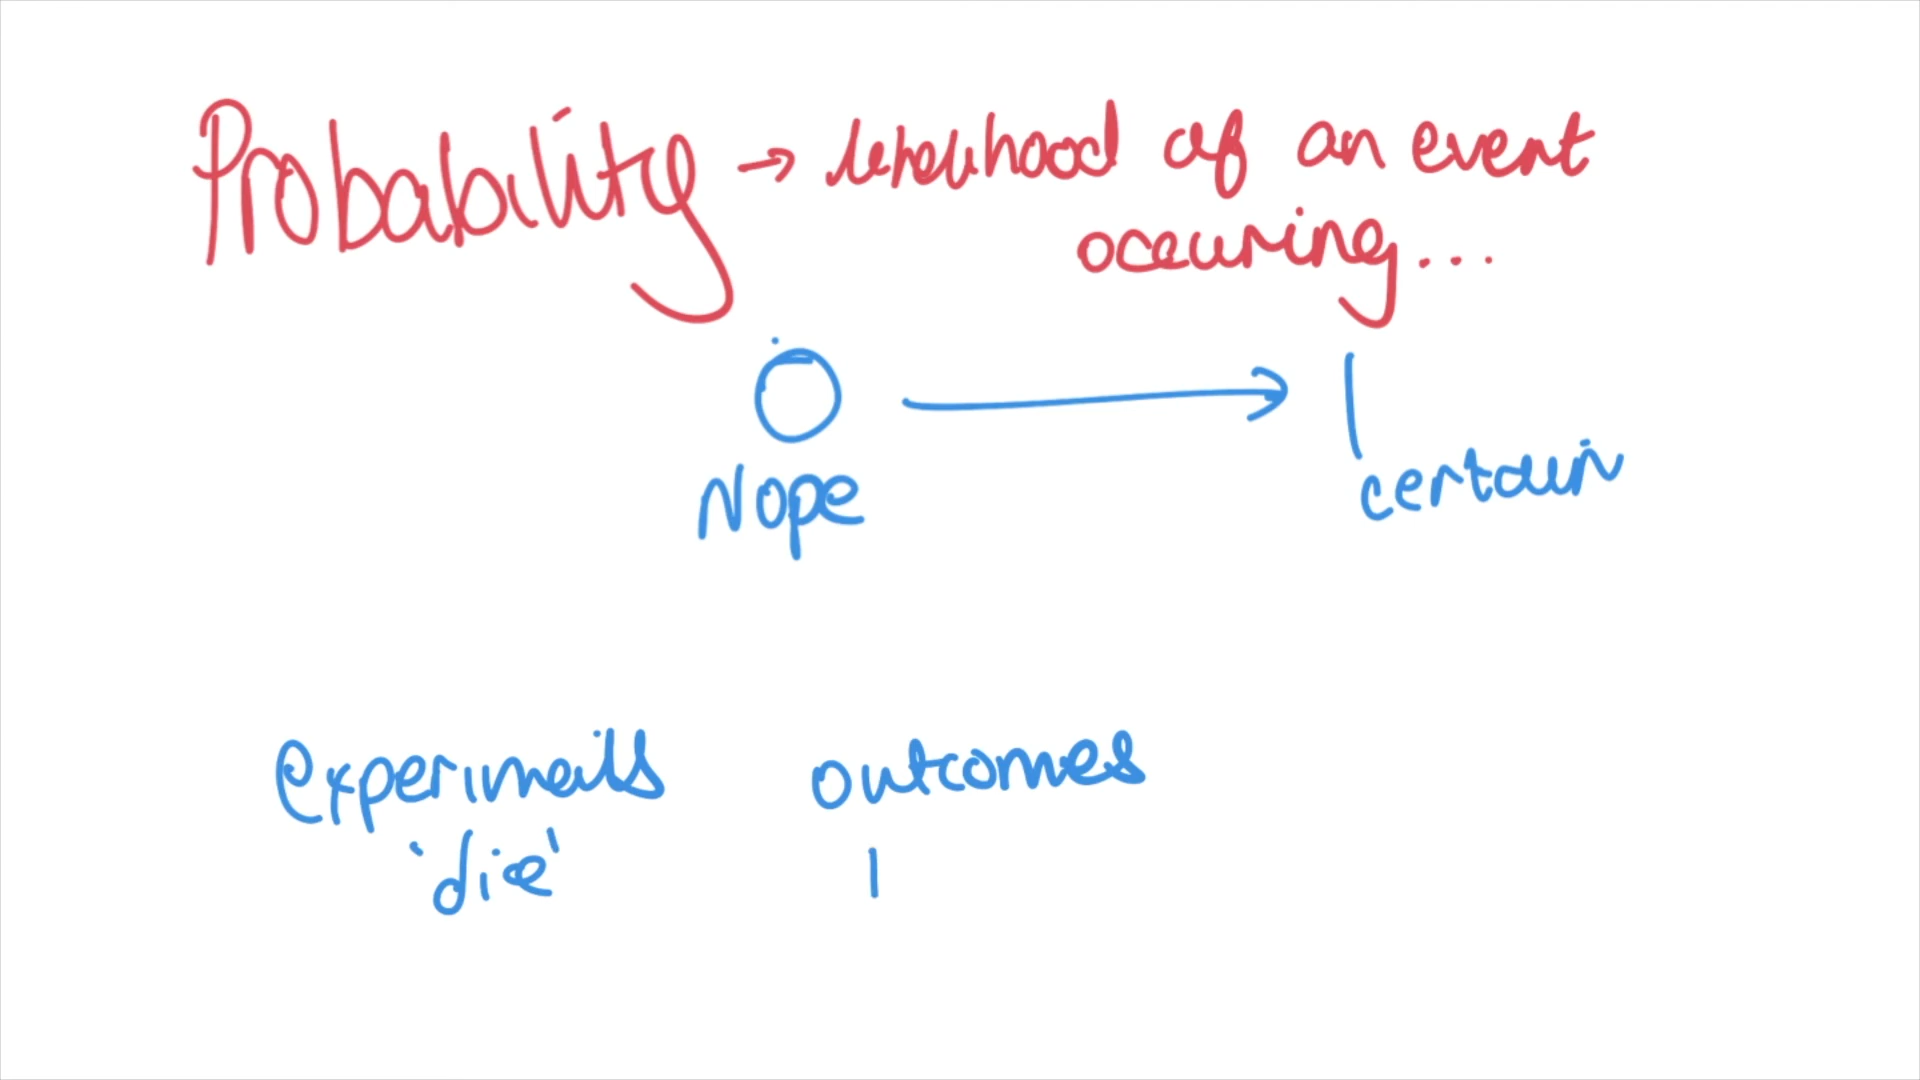 Probability → likelihood of an event
occuring...
0 → 1
Nope certain
experiments outcomes
'die' 1